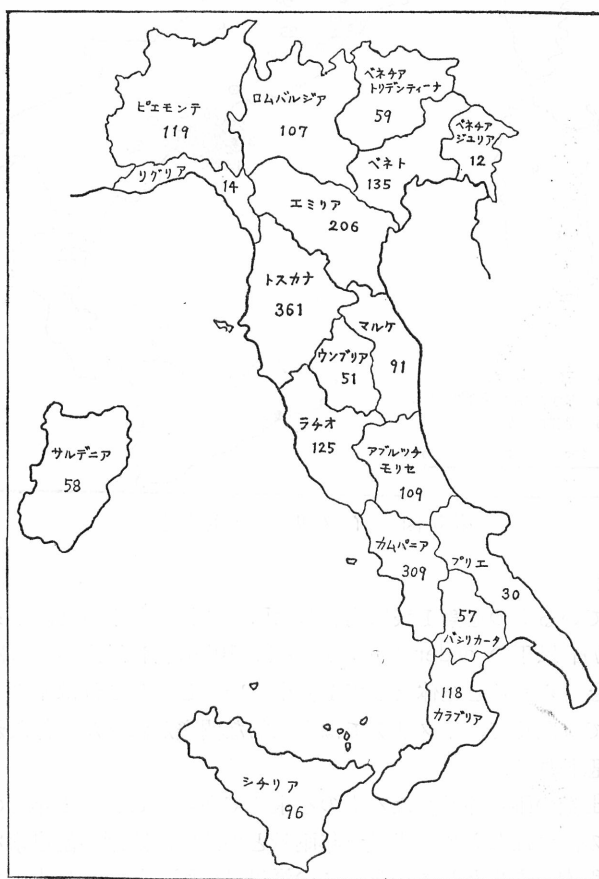 ピエモンテ
119
ロムバルジア
107
ベネチア
トリデンティーナ
59
ベネチア
ジュリア
12
ベネト
135
リグリア
14
エミリア
206
トスカナ
361
マルケ
91
ウンブリア
51
ラチオ
125
アブルッチ
モリセ
109
サルデニア
58
カムパニア
309
プリエ
30
57
バシリカータ
118
カラブリア
シチリア
96